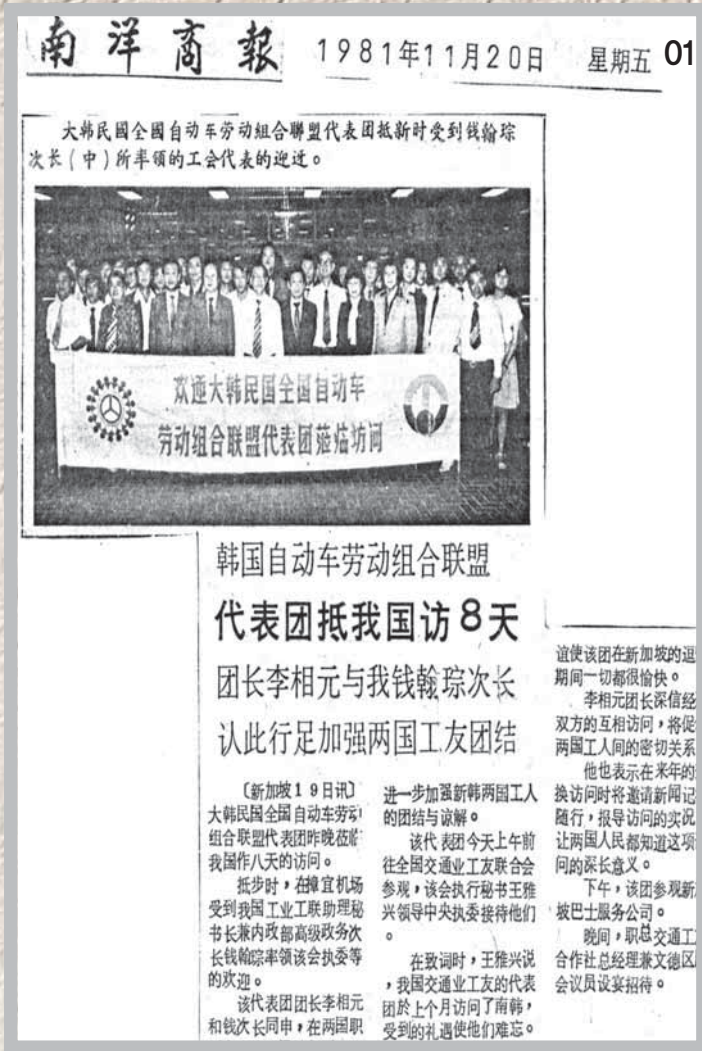 南洋商報
1981年11月20日
星期五
01
大韩民國全國自动车劳动組合聯盟代表团抵新时受到钱翰琮
次长(中)所率领的工会代表的迎迓。
欢迎大韩民国全国自动车
劳动组合联盟代表团莅临访问
韩国自动车劳动组合联盟
代表团抵我国访8天
团长李相元与我钱翰琮次长
认此行足加强两国工友团结
〔新加坡19日讯〕
大韩民国全国自动车劳动
组合联盟代表团昨晚莅临
我国作八天的访问。
抵步时,在樟宜机场
受到我国工业工联助理秘
书长兼内政部高级政务次
长钱翰琮率领该会执委等
的欢迎。
该代表团团长李相元
和钱次长同申,在两国职
进一步加强新韩两国工人
的团结与谅解。
该代表团今天上午前
往全国交通业工友联合会
参观,该会执行秘书王雅
兴领导中央执委接待他们
。
在致词时,王雅兴说
,我国交通业工友的代表
团於上个月访问了南韩,
受到的礼遇使他们难忘。
谊使该团在新加坡的逗
期间一切都很愉快。
李相元团长深信经
双方的互相访问,将促
两国工人间的密切关系
他也表示在来年的
换访问时将邀请新闻记
随行,报导访问的实况
让两国人民都知道这项
问的深长意义。
下午,该团参观新
坡巴士服务公司。
晚间,职总交通工
合作社总经理兼文德区
会议员设宴招待。